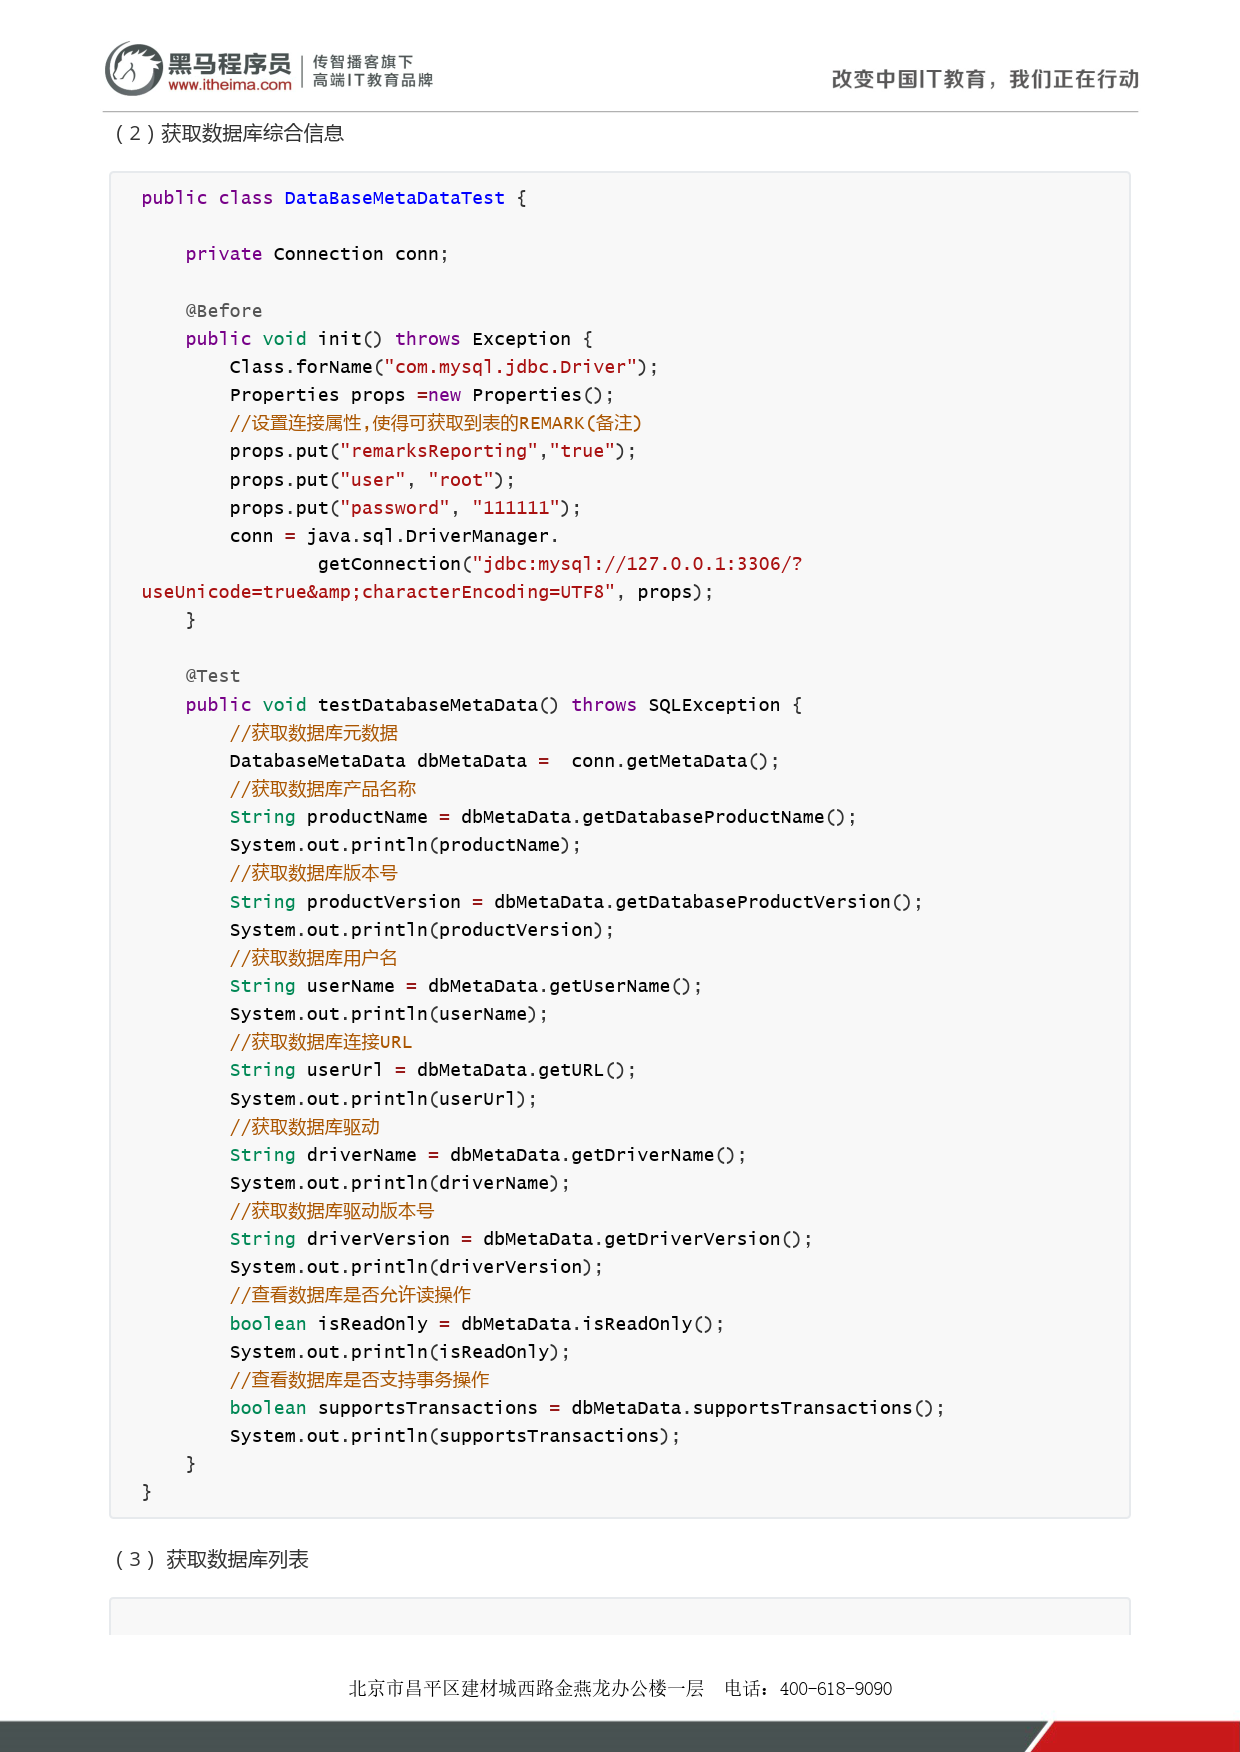 黑马程序员
www.itheima.com
传智播客旗下
高端IT教育品牌
改变中国IT教育，我们正在行动
（2）获取数据库综合信息
public class DataBaseMetaDataTest {
    private Connection conn;
    @Before
    public void init() throws Exception {
        Class.forName("com.mysql.jdbc.Driver");
        Properties props =new Properties();
        //设置连接属性,使得可获取到表的REMARK(备注)
        props.put("remarksReporting","true");
        props.put("user", "root");
        props.put("password", "111111");
        conn = java.sql.DriverManager.
                getConnection("jdbc:mysql://127.0.0.1:3306/?
useUnicode=true&amp;characterEncoding=UTF8", props);
    }
    @Test
    public void testDatabaseMetaData() throws SQLException {
        //获取数据库元数据
        DatabaseMetaData dbMetaData =  conn.getMetaData();
        //获取数据库产品名称
        String productName = dbMetaData.getDatabaseProductName();
        System.out.println(productName);
        //获取数据库版本号
        String productVersion = dbMetaData.getDatabaseProductVersion();
        System.out.println(productVersion);
        //获取数据库用户名
        String userName = dbMetaData.getUserName();
        System.out.println(userName);
        //获取数据库连接URL
        String userUrl = dbMetaData.getURL();
        System.out.println(userUrl);
        //获取数据库驱动
        String driverName = dbMetaData.getDriverName();
        System.out.println(driverName);
        //获取数据库驱动版本号
        String driverVersion = dbMetaData.getDriverVersion();
        System.out.println(driverVersion);
        //查看数据库是否允许读操作
        boolean isReadOnly = dbMetaData.isReadOnly();
        System.out.println(isReadOnly);
        //查看数据库是否支持事务操作
        boolean supportsTransactions = dbMetaData.supportsTransactions();
        System.out.println(supportsTransactions);
    }
}
（3） 获取数据库列表
北京市昌平区建材城西路金燕龙办公楼一层　电话：400-618-9090